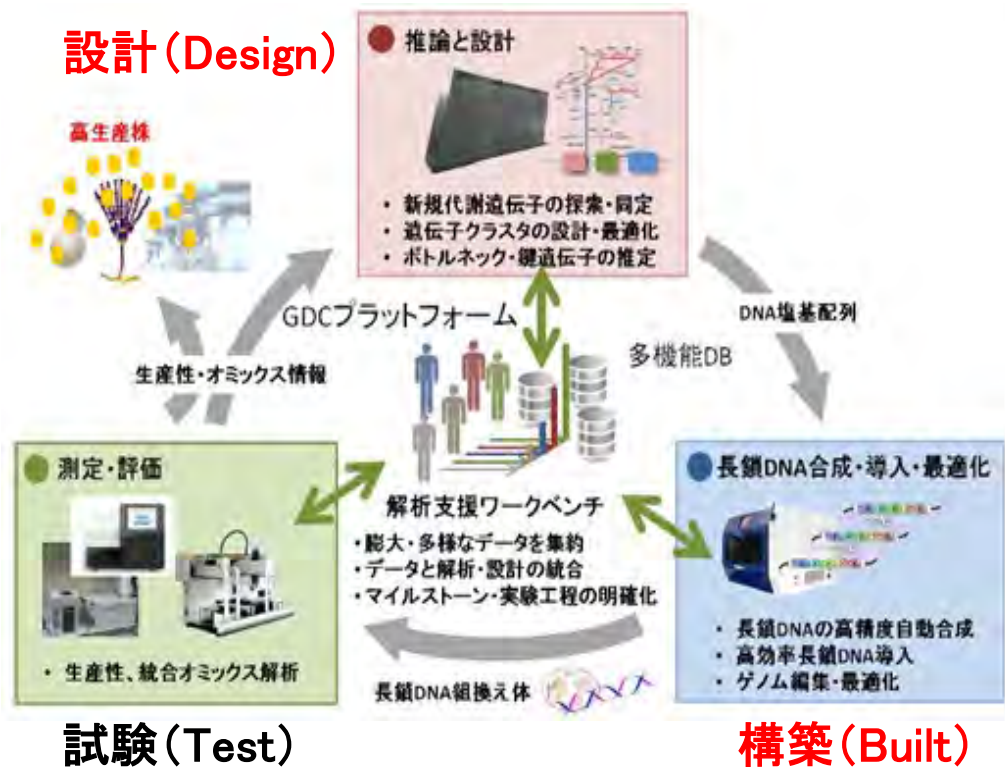 設計(Design)
● 推論と設計
・ 新規代謝遺伝子の探索・同定
・ 遺伝子クラスタの設計・最適化
・ ボトルネック・鍵遺伝子の推定
高生産株
GDCプラットフォーム
DNA塩基配列
多機能DB
生産性・オミックス情報
● 測定・評価
・ 生産性、統合オミックス解析
解析支援ワークベンチ
・膨大・多様なデータを集約
・データと解析・設計の統合
・マイルストーン・実験工程の明確化
● 長鎖DNA合成・導入・最適化
・ 長鎖DNAの高精度自動合成
・ 高効率長鎖DNA導入
・ ゲノム編集・最適化
長鎖DNA組換え体
試験(Test)
構築(Built)